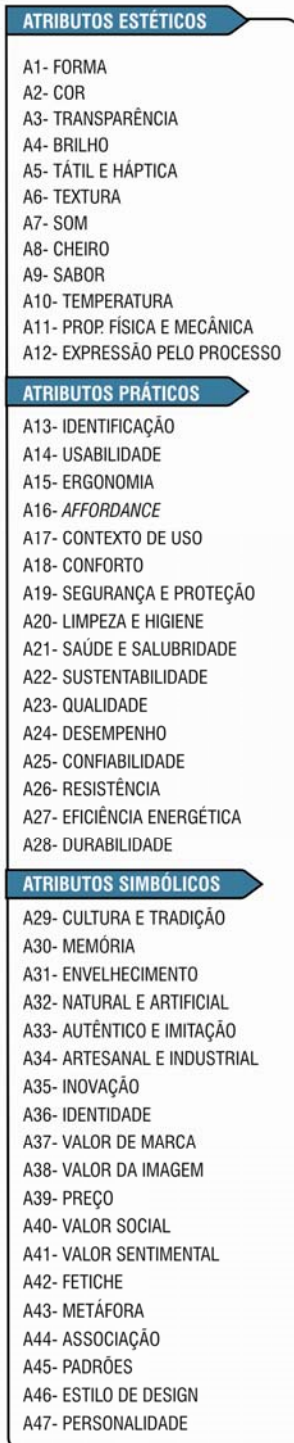 ATRIBUTOS ESTÉTICOS
A1- FORMA
A2- COR
A3- TRANSPARÊNCIA
A4- BRILHO
A5- TÁTIL E HÁPTICA
A6- TEXTURA
A7- SOM
A8- CHEIRO
A9- SABOR
A10- TEMPERATURA
A11- PROP. FÍSICA E MECÂNICA
A12- EXPRESSÃO PELO PROCESSO
ATRIBUTOS PRÁTICOS
A13- IDENTIFICAÇÃO
A14- USABILIDADE
A15- ERGONOMIA
A16- AFFORDANCE
A17- CONTEXTO DE USO
A18- CONFORTO
A19- SEGURANÇA E PROTEÇÃO
A20- LIMPEZA E HIGIENE
A21- SAÚDE E SALUBRIDADE
A22- SUSTENTABILIDADE
A23- QUALIDADE
A24- DESEMPENHO
A25- CONFIABILIDADE
A26- RESISTÊNCIA
A27- EFICIÊNCIA ENERGÉTICA
A28- DURABILIDADE
ATRIBUTOS SIMBÓLICOS
A29- CULTURA E TRADIÇÃO
A30- MEMÓRIA
A31- ENVELHECIMENTO
A32- NATURAL E ARTIFICIAL
A33- AUTÊNTICO E IMITAÇÃO
A34- ARTESANAL E INDUSTRIAL
A35- INOVAÇÃO
A36- IDENTIDADE
A37- VALOR DE MARCA
A38- VALOR DA IMAGEM
A39- PREÇO
A40- VALOR SOCIAL
A41- VALOR SENTIMENTAL
A42- FETICHE
A43- METÁFORA
A44- ASSOCIAÇÃO
A45- PADRÕES
A46- ESTILO DE DESIGN
A47- PERSONALIDADE